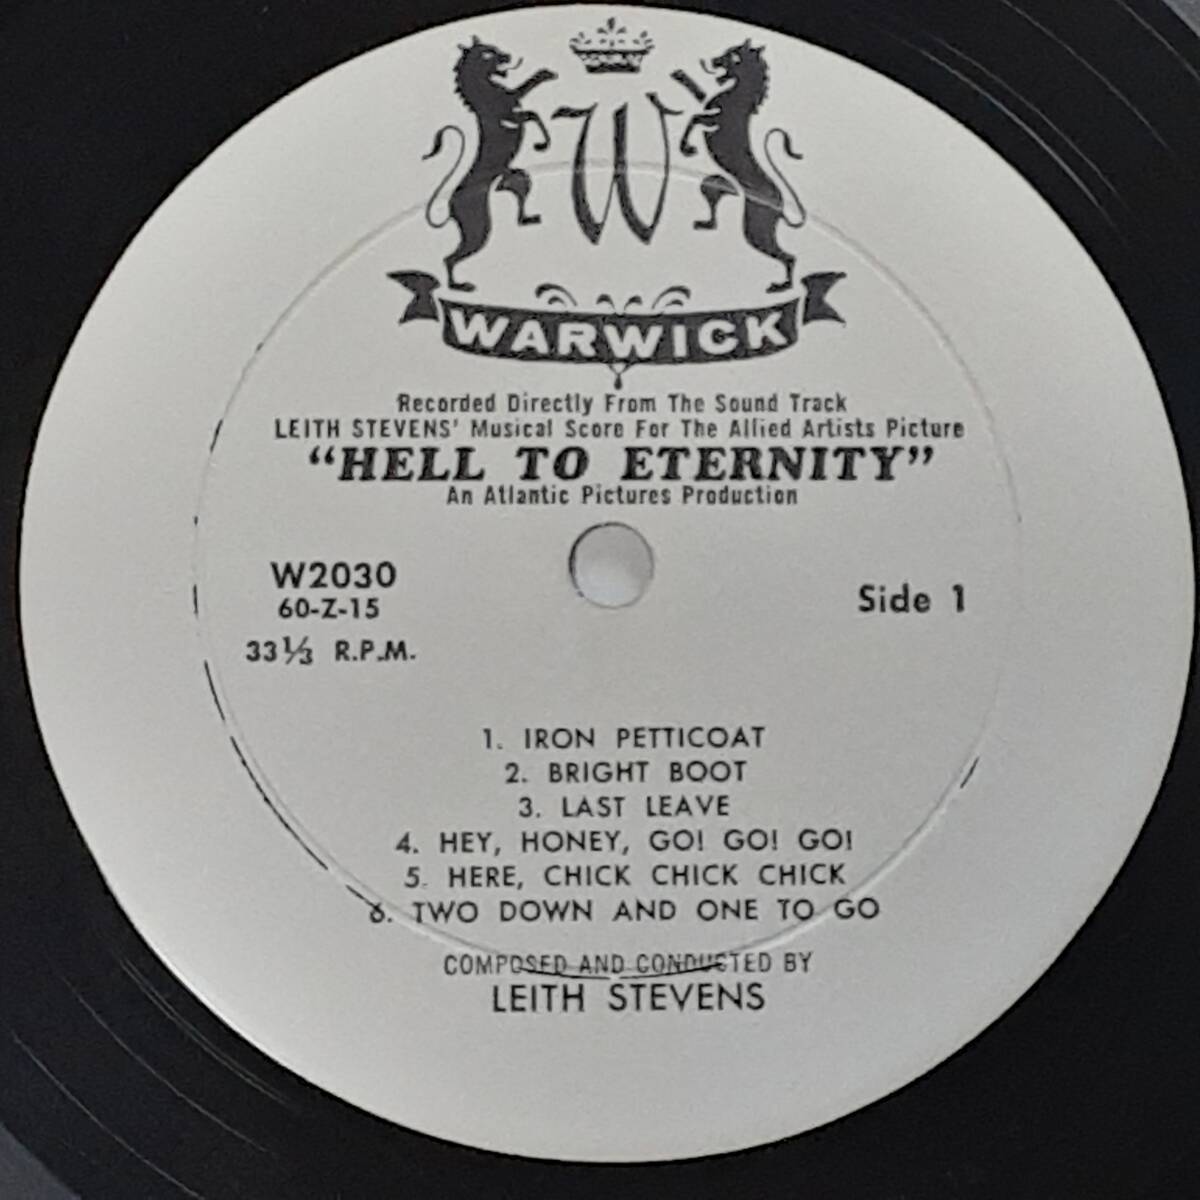 W
WARWICK
Recorded Directly From The Sound Track
LEITH STEVENS' Musical Score For The Allied Artists Picture
"HELL TO ETERNITY"
An Atlantic Pictures Production
W2030
60-Z-15
33⅓ R.P.M.
Side 1
1. IRON PETTICOAT
2. BRIGHT BOOT
3. LAST LEAVE
4. HEY, HONEY, GO! GO! GO!
5. HERE, CHICK CHICK CHICK
6. TWO DOWN AND ONE TO GO
COMPOSED AND CONDUCTED BY
LEITH STEVENS